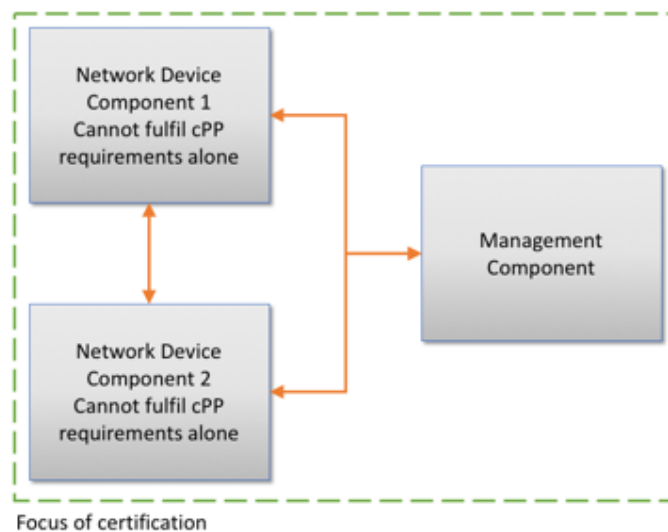 Network Device
Component 1
Cannot fulfil cPP
requirements alone
Management
Component
Network Device
Component 2
Cannot fulfil cPP
requirements alone
Focus of certification